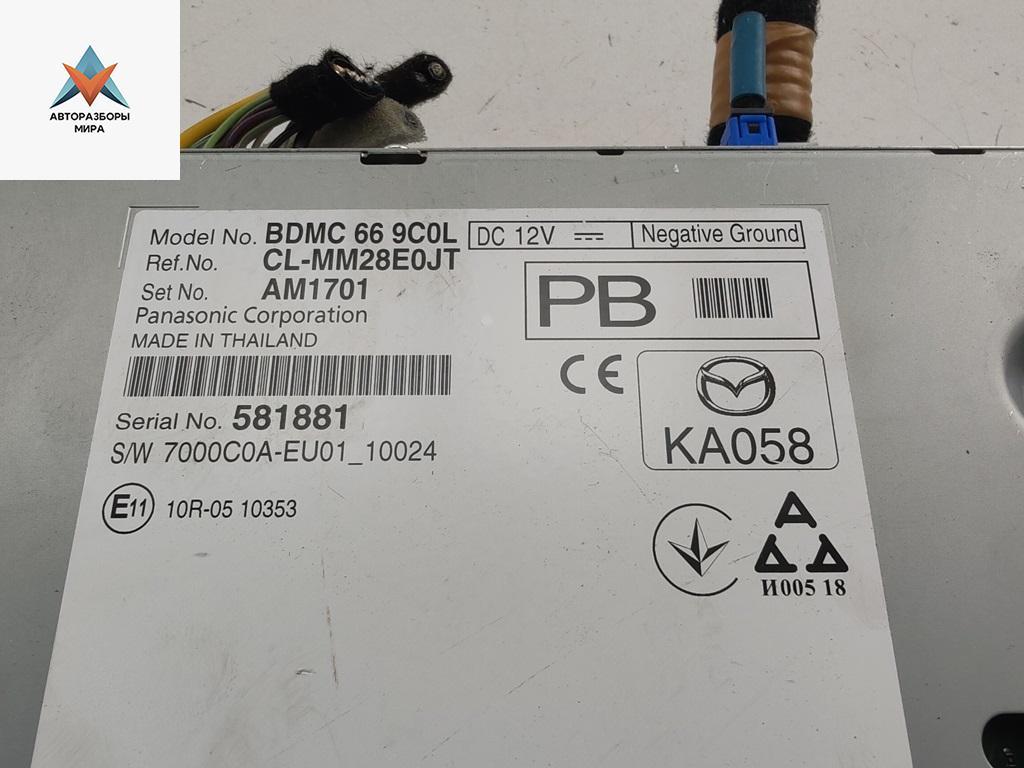 АВТОРАЗБОРЫ
МИРА
Model No. BDMC 66 9C0L
DC 12V
Negative Ground
Ref.No. CL-MM28E0JT
Set No. AM1701
PB
Panasonic Corporation
MADE IN THAILAND
CE
Serial No. 581881
KA058
S/W 7000C0A-EU01_10024
E11 10R-05 10353
И005 18